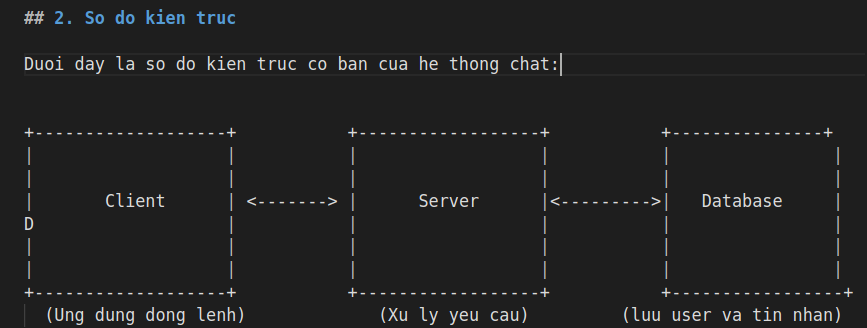 ## 2. So do kien truc
Duoi day la so do kien truc co ban cua he thong chat:
+-------------------+           +------------------+           +---------------+
|                   |           |                  |           |                |
|                   |           |                  |           |                |
|       Client      | <-------> |      Server      |<--------->|   Database     |
D                   |           |                  |           |                |
|                   |           |                  |           |                |
|                   |           |                  |           |                |
+-------------------+           +------------------+           +-----------------+
  (Ung dung dong lenh)             (Xu ly yeu cau)         (luu user va tin nhan)